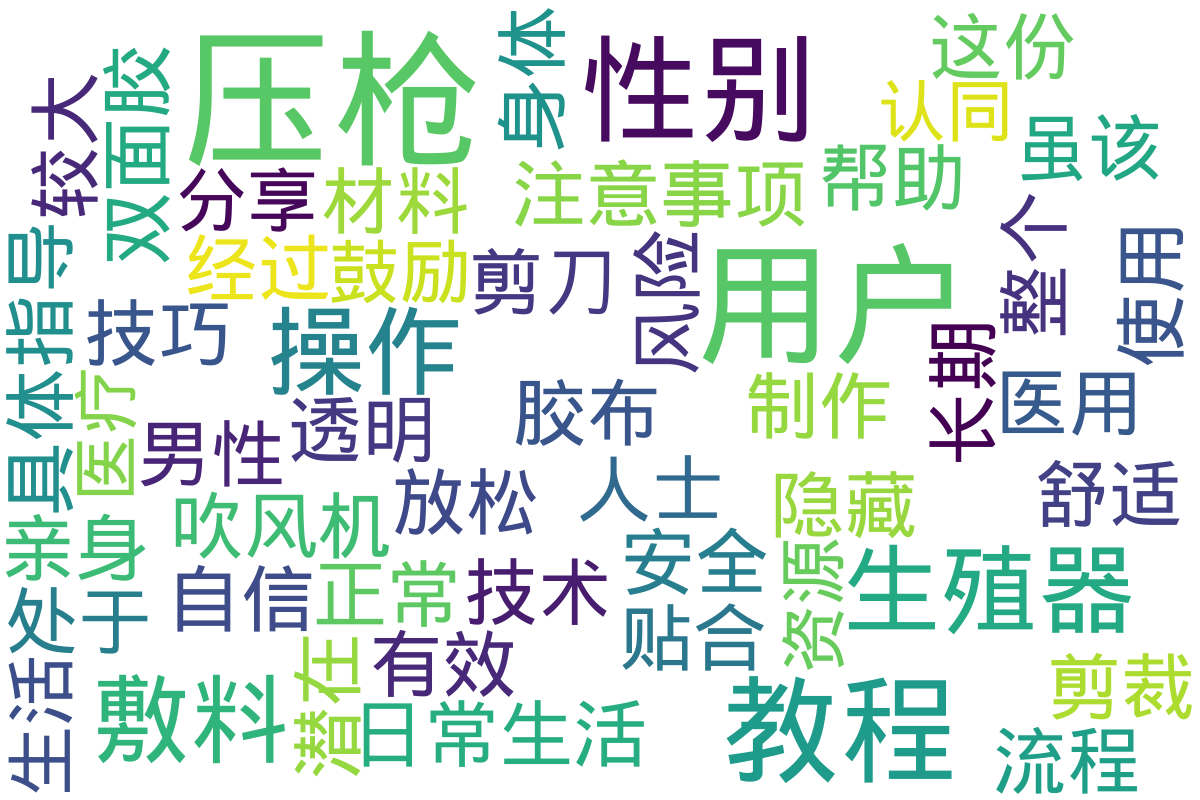 压枪
性别
身体
这份
认同
虽该
帮助
较大
双面胶
分享
材料
注意事项
经过
鼓励
剪刀
风险
用户
整个
使用
具体指导
技巧
操作
长期
医疗
男性
透明
胶布
制作
医用
放松
人士
隐藏
舒适
亲身
吹风机
处于
自信
正常
技术
安全
资源
生殖器
贴合
生活
敷料
潜在
有效
日常生活
教程
剪裁
流程